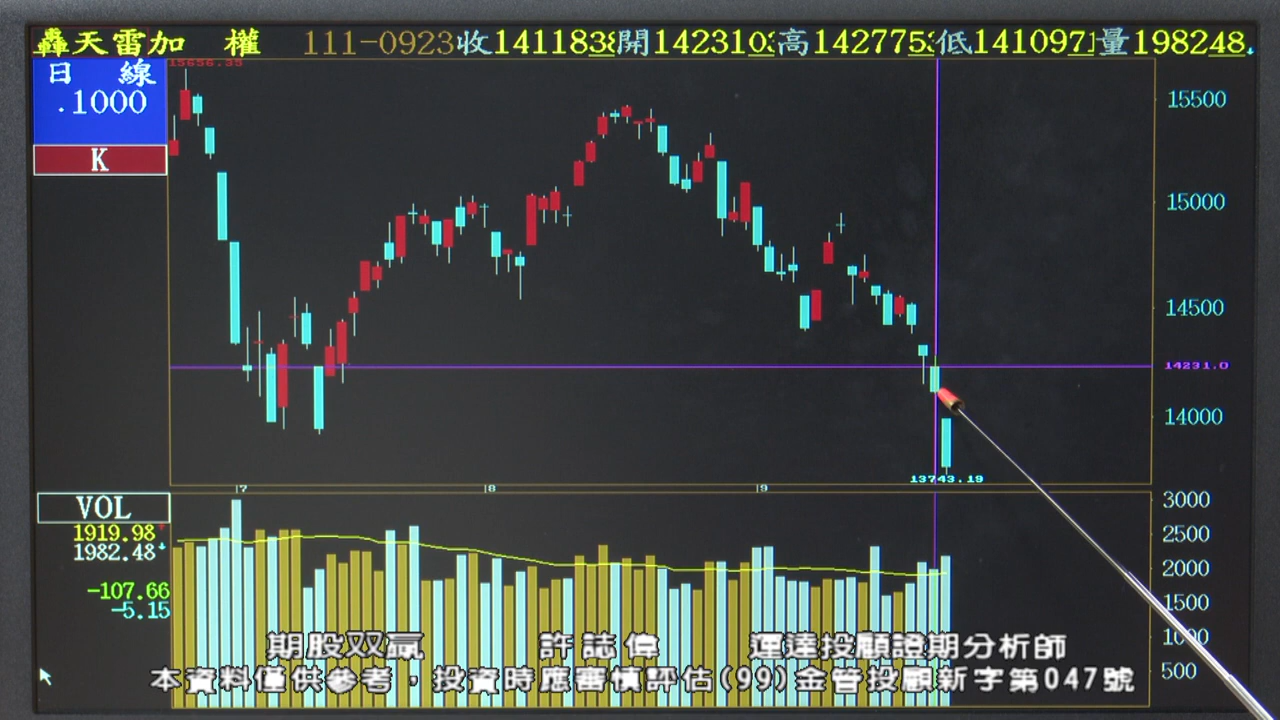 轟天雷加 權 111-0923收1411838開1423103高1427753低1410971量198248
日 線
.1000
K
15656.35
15500
15000
14500
14231.0
14000
13743.19
7 8 9
VOL
1919.98
1982.48
-107.66
-5.15
3000
2500
2000
1500
1000
500
期股双贏 許誌偉 運達投顧證期分析師
本資料僅供參考，投資時應審慎評估(99)金管投顧新字第047號